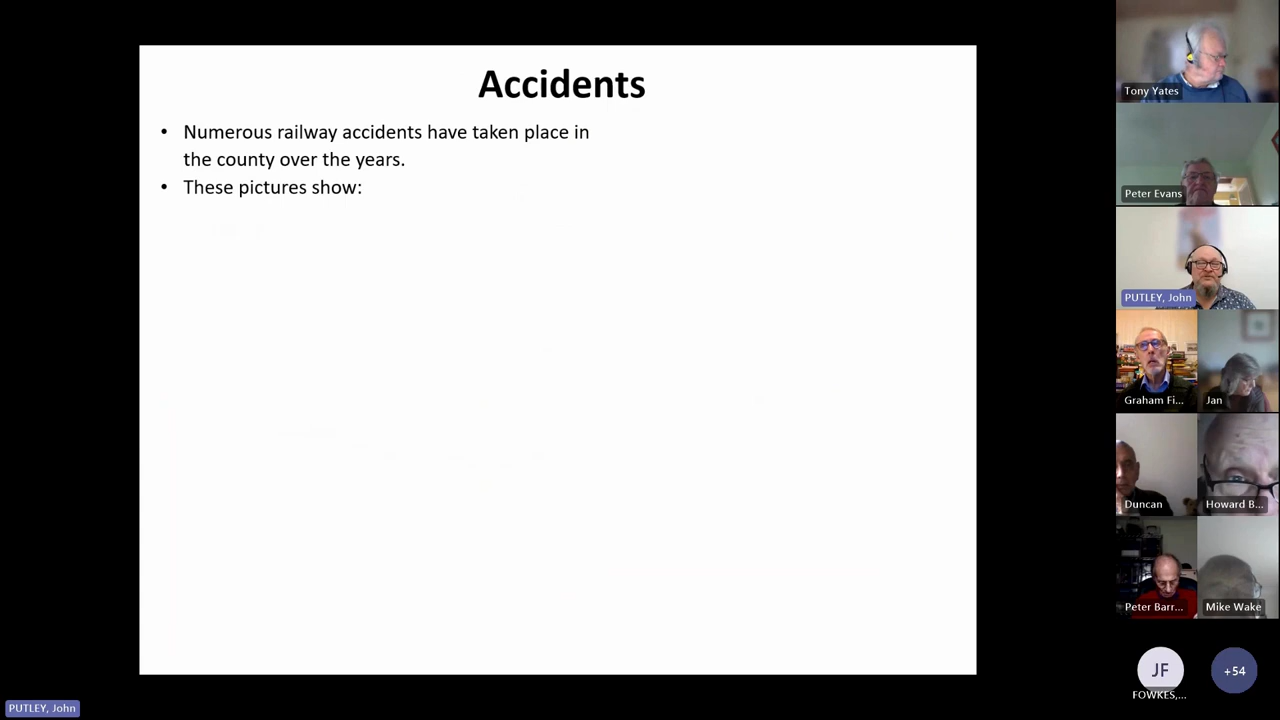 Accidents
• Numerous railway accidents have taken place in
the county over the years.
• These pictures show:
Tony Yates
Peter Evans
PUTLEY, John
Graham Fi...
Jan
Duncan
Howard B...
Peter Barr...
Mike Wake
JF
+54
FOWKES,...
PUTLEY, John